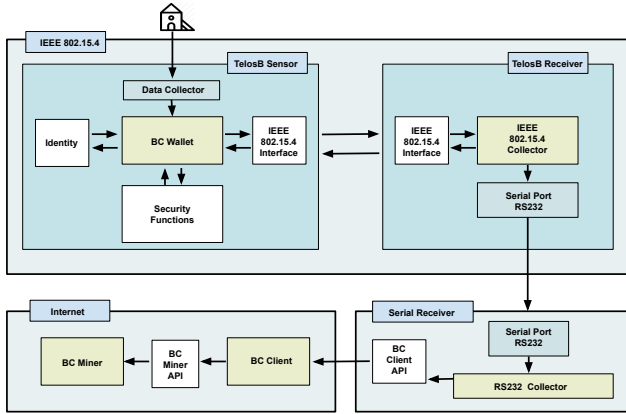 IEEE 802.15.4
TelosB Sensor
TelosB Receiver
Data Collector
Identity
BC Wallet
IEEE
802.15.4
Interface
IEEE
802.15.4
Interface
IEEE
802.15.4
Collector
Security
Functions
Serial Port
RS232
Internet
Serial Receiver
BC Miner
BC
Miner
API
BC Client
BC
Client
API
Serial Port
RS232
RS232 Collector